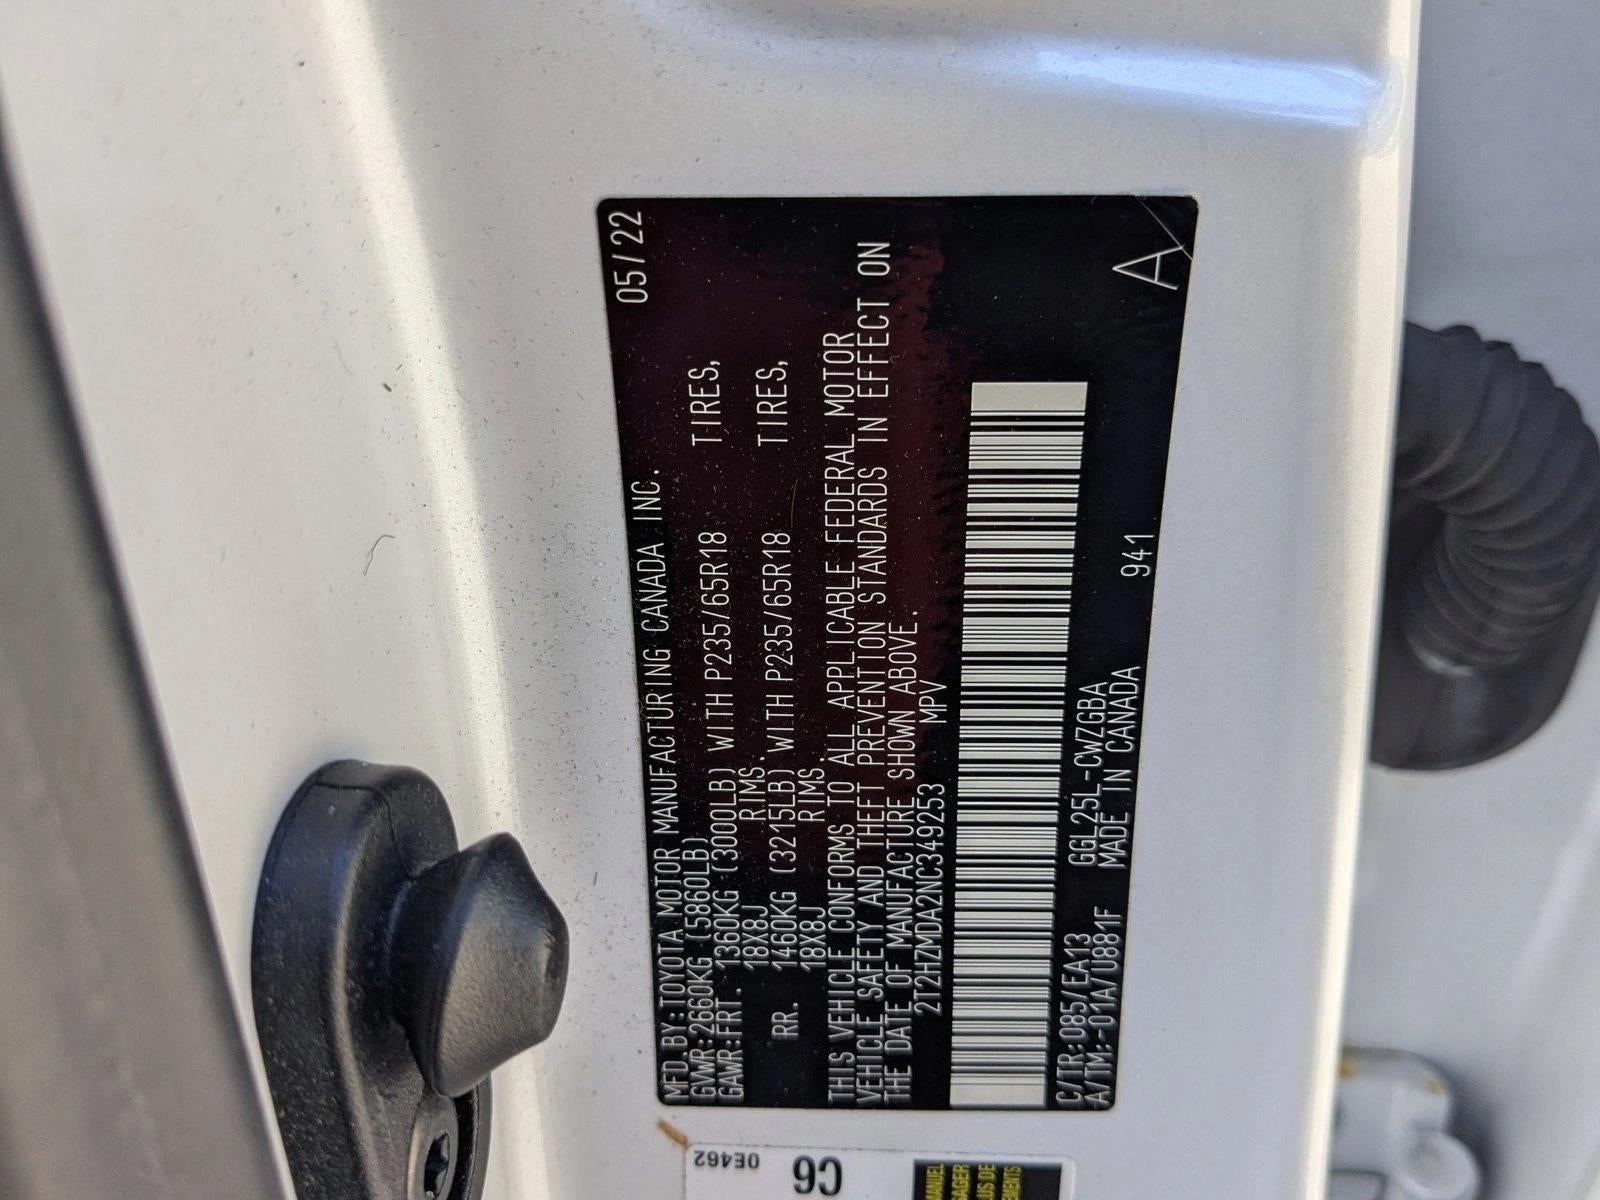 MFD. BY: TOYOTA MOTOR MANUFACTURING CANADA INC. 05/22
GVWR: 2660KG (5860LB)
GAWR: FRT. 1360KG (3000LB) WITH P235/65R18 TIRES,
18X8J RIMS,
RR. 1460KG (3215LB) WITH P235/65R18 TIRES,
18X8J RIMS.
THIS VEHICLE CONFORMS TO ALL APPLICABLE FEDERAL MOTOR
VEHICLE SAFETY AND THEFT PREVENTION STANDARDS IN EFFECT ON
THE DATE OF MANUFACTURE SHOWN ABOVE.
2T2HZMDA2NC349253 MPV
C/TR: 085/EA13 GGL25L-CWZGBA
A/TM: -01A/U881F MADE IN CANADA 941 A
0E462
C6
MANUEL